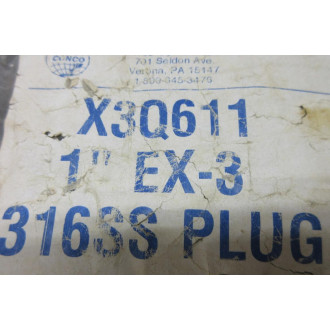 CONCO
701 Seldon Ave.
Verona, PA 15147
X3Q611
1" EX-3
316SS PLUG